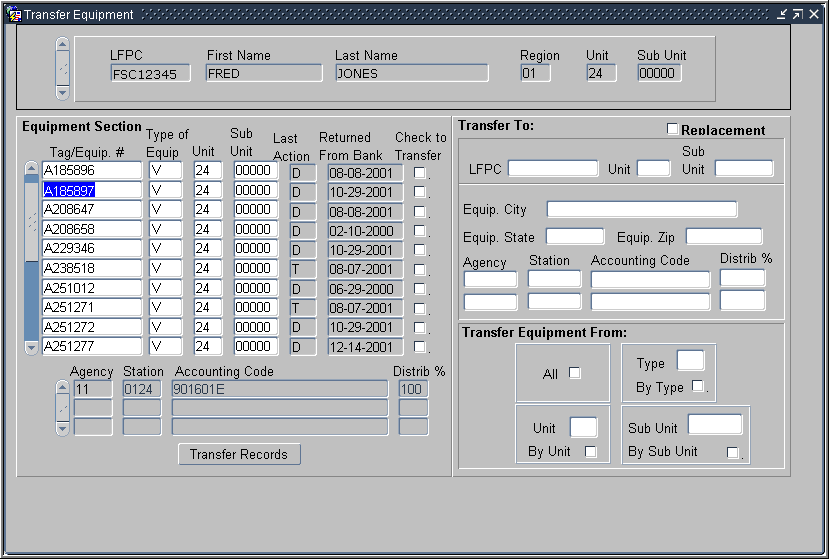 Transfer Equipment
LFPC First Name Last Name Region Unit Sub Unit
FSC12345 FRED JONES 01 24 00000
Equipment Section
Tag/Equip. # Type of Equip Unit Sub Unit Last Action Returned From Bank Check to Transfer
A185896 V 24 00000 D 08-08-2001 .
A185897 V 24 00000 D 10-29-2001 .
A208647 V 24 00000 D 08-08-2001 .
A208658 V 24 00000 D 02-10-2000 .
A229346 V 24 00000 D 10-29-2001 .
A238518 V 24 00000 T 08-07-2001 .
A251012 V 24 00000 D 06-29-2000 .
A251271 V 24 00000 T 08-07-2001 .
A251272 V 24 00000 D 10-29-2001 .
A251277 V 24 00000 D 12-14-2001 .
Agency Station Accounting Code Distrib %
11 0124 901601E 100
Transfer Records
Transfer To: Replacement
LFPC Unit Sub Unit
Equip. City
Equip. State Equip. Zip
Agency Station Accounting Code Distrib %
Transfer Equipment From:
All Type
By Type .
Unit Sub Unit
By Unit By Sub Unit .